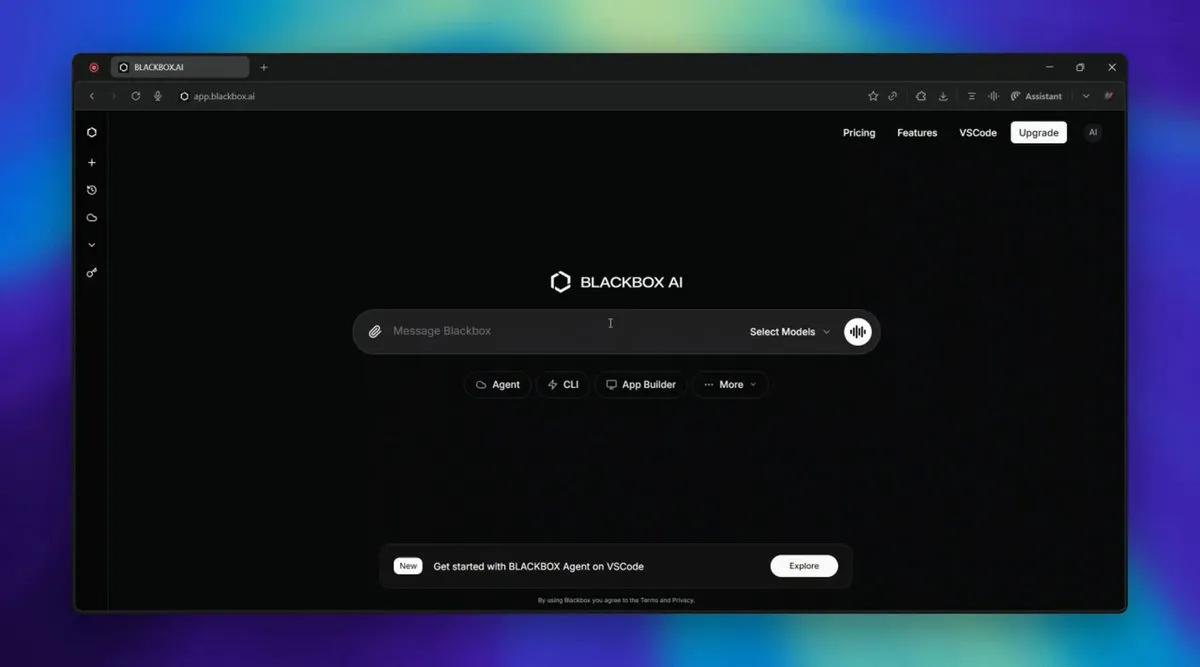 BLACKBOX.AI
app.blackbox.ai
Assistant
Pricing Features VSCode Upgrade AI
BLACKBOX AI
Message Blackbox Select Models
Agent CLI App Builder More
New Get started with BLACKBOX Agent on VSCode Explore
By using Blackbox you agree to the Terms and Privacy.